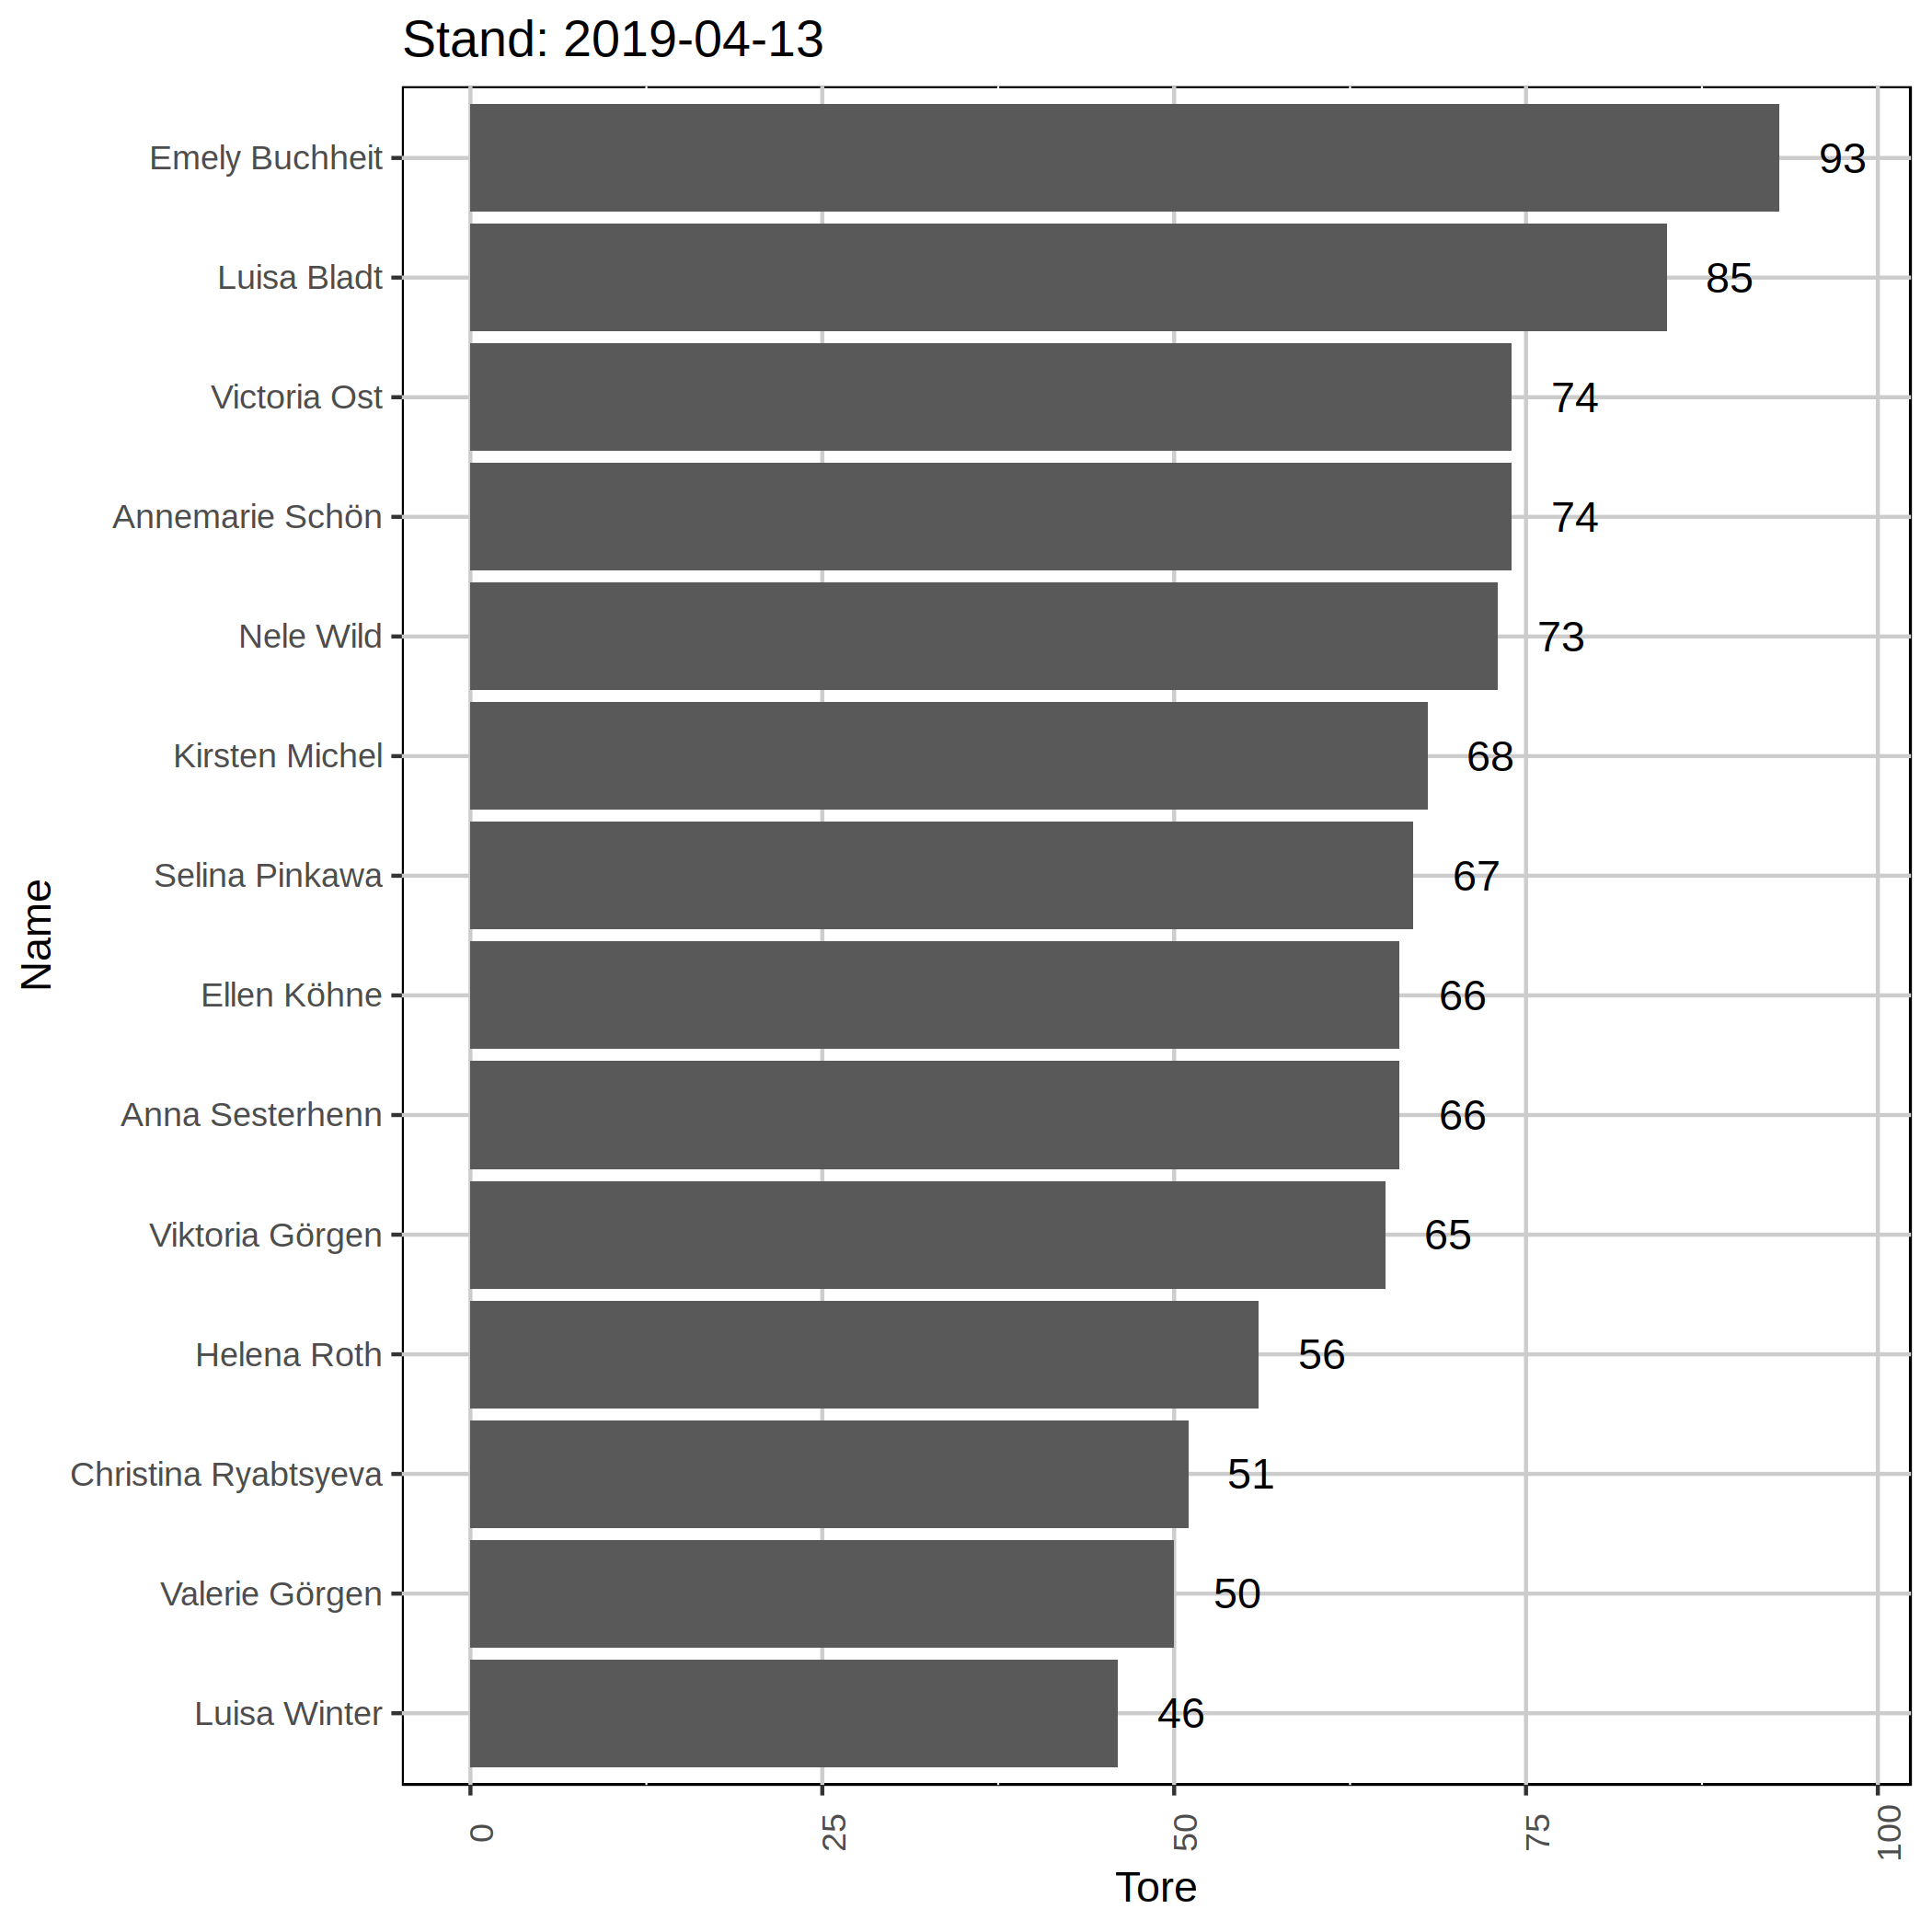 Stand: 2019-04-13
Emely Buchheit 93
Luisa Bladt 85
Victoria Ost 74
Annemarie Schön 74
Nele Wild 73
Kirsten Michel 68
Selina Pinkawa 67
Ellen Köhne 66
Anna Sesterhenn 66
Viktoria Görgen 65
Helena Roth 56
Christina Ryabtsyeva 51
Valerie Görgen 50
Luisa Winter 46
Name
0 25 50 75 100
Tore